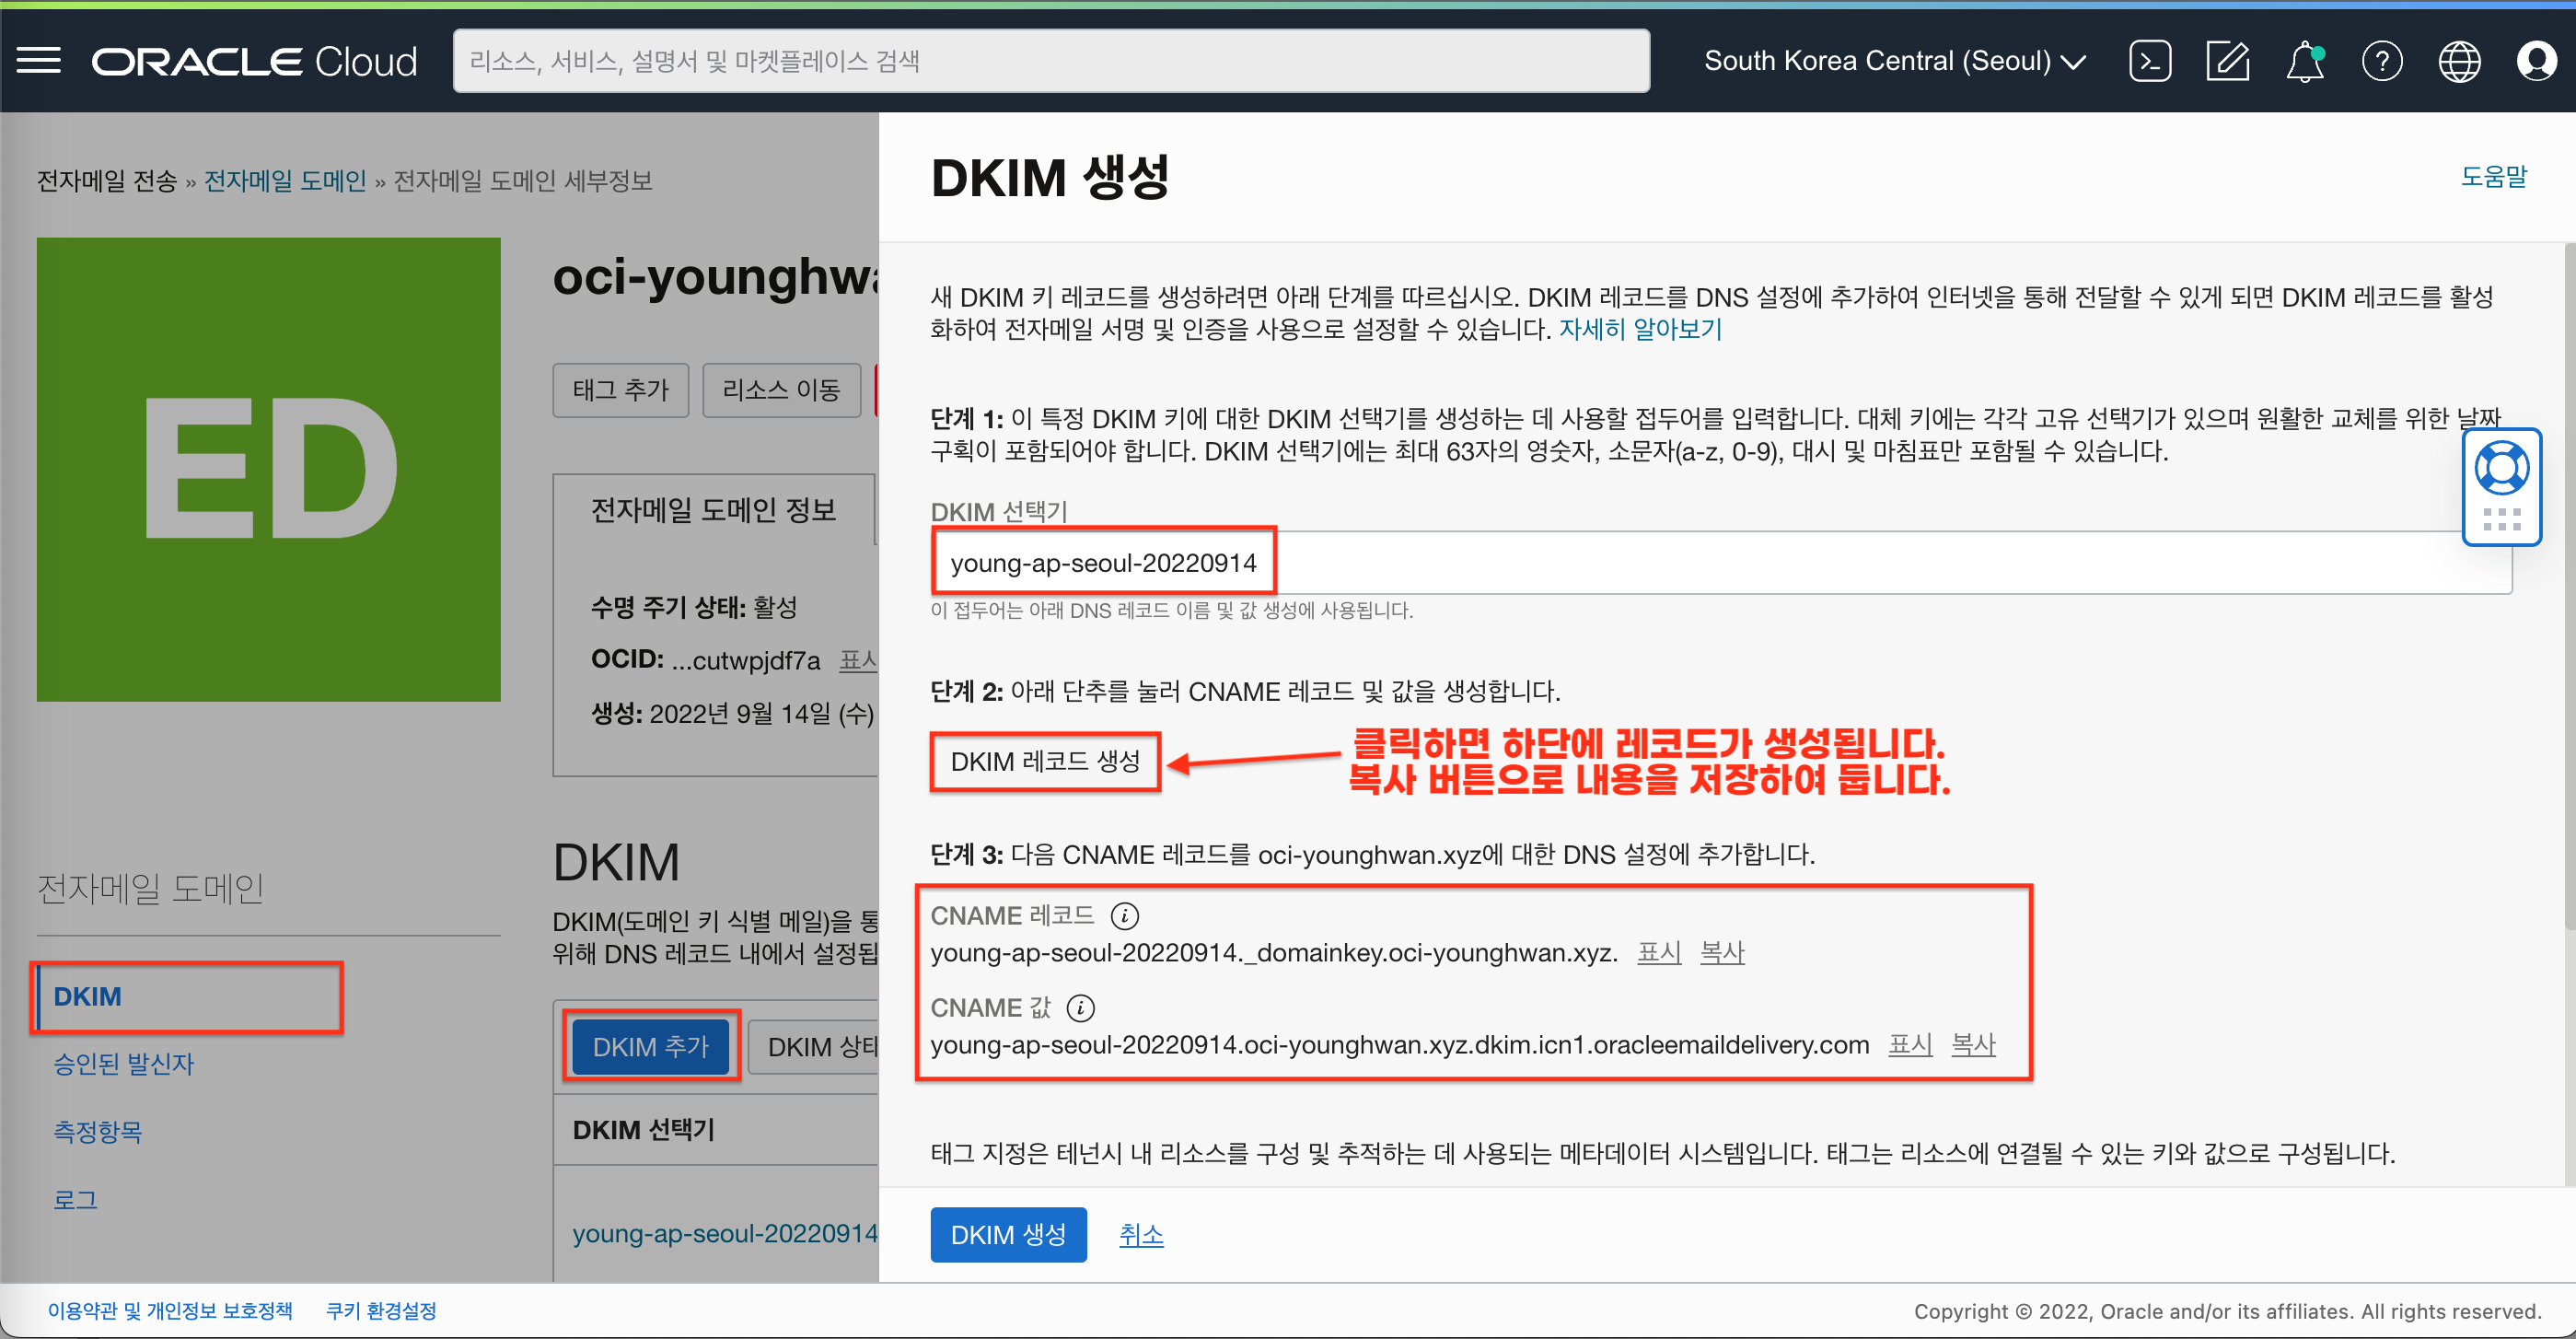 ORACLE Cloud
리소스, 서비스, 설명서 및 마켓플레이스 검색
South Korea Central (Seoul)
전자메일 전송 » 전자메일 도메인 » 전자메일 도메인 세부정보
ED
oci-younghwa
태그 추가
리소스 이동
전자메일 도메인 정보
수명 주기 상태: 활성
OCID: ...cutwpjdf7a 표시
생성: 2022년 9월 14일 (수)
전자메일 도메인
DKIM
승인된 발신자
측정항목
로그
DKIM
DKIM(도메인 키 식별 메일)을 통
위해 DNS 레코드 내에서 설정됩
DKIM 추가
DKIM 상태
DKIM 선택기
young-ap-seoul-20220914
DKIM 생성
도움말
새 DKIM 키 레코드를 생성하려면 아래 단계를 따르십시오. DKIM 레코드를 DNS 설정에 추가하여 인터넷을 통해 전달할 수 있게 되면 DKIM 레코드를 활성
화하여 전자메일 서명 및 인증을 사용으로 설정할 수 있습니다. 자세히 알아보기
단계 1: 이 특정 DKIM 키에 대한 DKIM 선택기를 생성하는 데 사용할 접두어를 입력합니다. 대체 키에는 각각 고유 선택기가 있으며 원활한 교체를 위한 날짜
구획이 포함되어야 합니다. DKIM 선택기에는 최대 63자의 영숫자, 소문자(a-z, 0-9), 대시 및 마침표만 포함될 수 있습니다.
DKIM 선택기
young-ap-seoul-20220914
이 접두어는 아래 DNS 레코드 이름 및 값 생성에 사용됩니다.
단계 2: 아래 단추를 눌러 CNAME 레코드 및 값을 생성합니다.
DKIM 레코드 생성
클릭하면 하단에 레코드가 생성됩니다.
복사 버튼으로 내용을 저장하여 둡니다.
단계 3: 다음 CNAME 레코드를 oci-younghwan.xyz에 대한 DNS 설정에 추가합니다.
CNAME 레코드
young-ap-seoul-20220914._domainkey.oci-younghwan.xyz. 표시 복사
CNAME 값
young-ap-seoul-20220914.oci-younghwan.xyz.dkim.icn1.oracleemaildelivery.com 표시 복사
태그 지정은 테넌시 내 리소스를 구성 및 추적하는 데 사용되는 메타데이터 시스템입니다. 태그는 리소스에 연결될 수 있는 키와 값으로 구성됩니다.
DKIM 생성
취소
이용약관 및 개인정보 보호정책
쿠키 환경설정
Copyright © 2022, Oracle and/or its affiliates. All rights reserved.